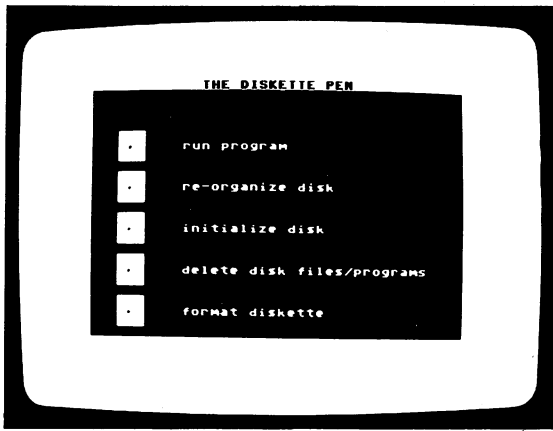 THE DISKETTE PEN
run program
re-organize disk
initialize disk
delete disk files/programs
format diskette